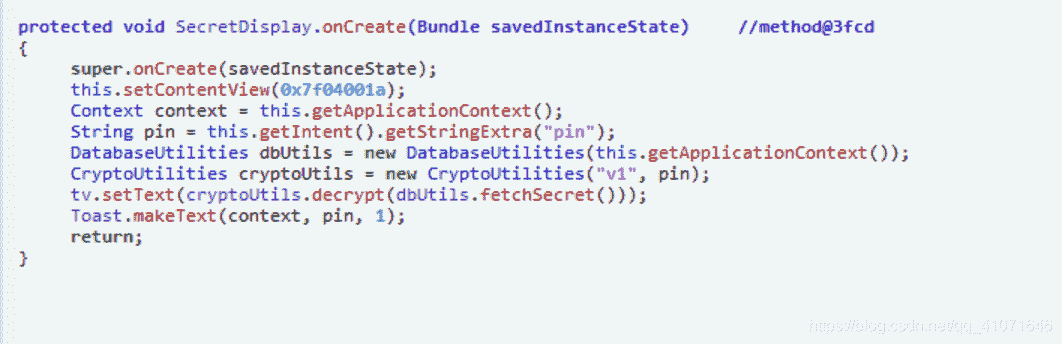 protected void SecretDisplay.onCreate(Bundle savedInstanceState)     //method@3fcd
{
     super.onCreate(savedInstanceState);
     this.setContentView(0x7f04001a);
     Context context = this.getApplicationContext();
     String pin = this.getIntent().getStringExtra("pin");
     DatabaseUtilities dbUtils = new DatabaseUtilities(this.getApplicationContext());
     CryptoUtilities cryptoUtils = new CryptoUtilities("v1", pin);
     tv.setText(cryptoUtils.decrypt(dbUtils.fetchSecret()));
     Toast.makeText(context, pin, 1);
     return;
}
https://blog.csdn.net/qq_41071646